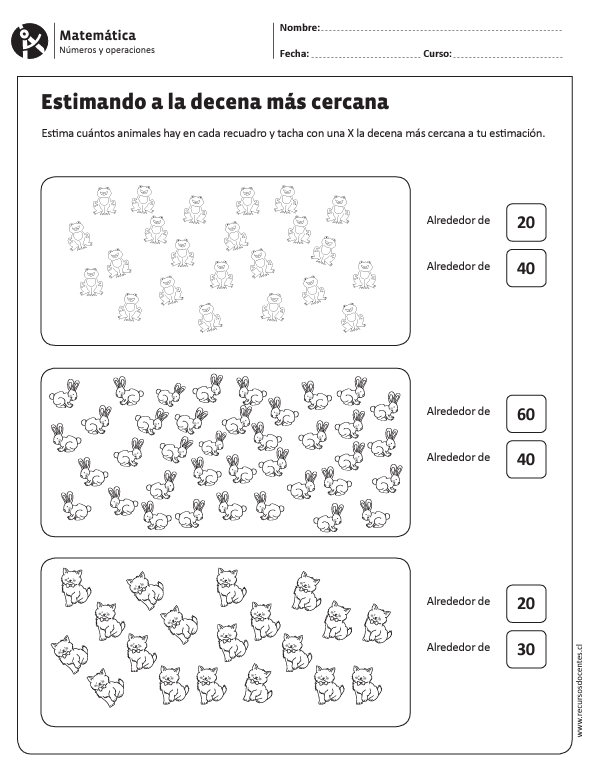 Matemática
Números y operaciones
Nombre:
Fecha: Curso:
Estimando a la decena más cercana
Estima cuántos animales hay en cada recuadro y tacha con una X la decena más cercana a tu estimación.
Alrededor de 20
Alrededor de 40
Alrededor de 60
Alrededor de 40
Alrededor de 20
Alrededor de 30
www.recursosdocentes.cl